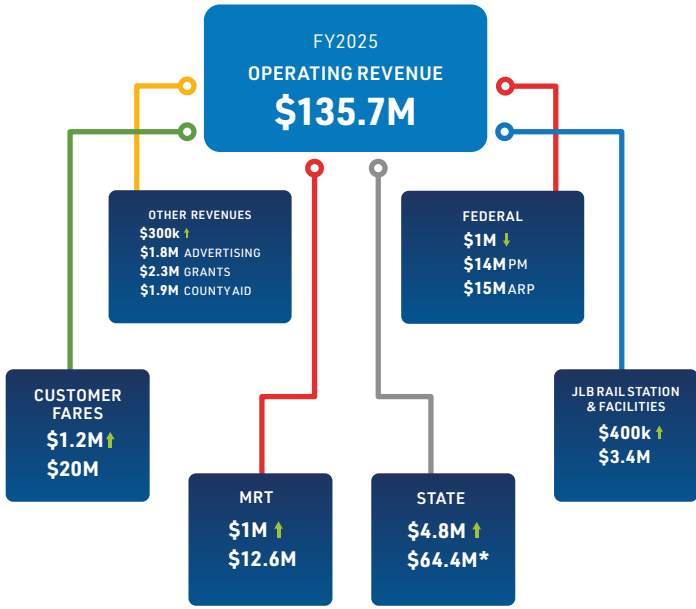 FY2025
OPERATING REVENUE
$135.7M
OTHER REVENUES
$300k ↑
$1.8M ADVERTISING
$2.3M GRANTS
$1.9M COUNTY AID
FEDERAL
$1M ↓
$14M PM
$15M ARP
CUSTOMER
FARES
$1.2M ↑
$20M
MRT
$1M ↑
$12.6M
STATE
$4.8M ↑
$64.4M*
JLB RAIL STATION
& FACILITIES
$400k ↑
$3.4M